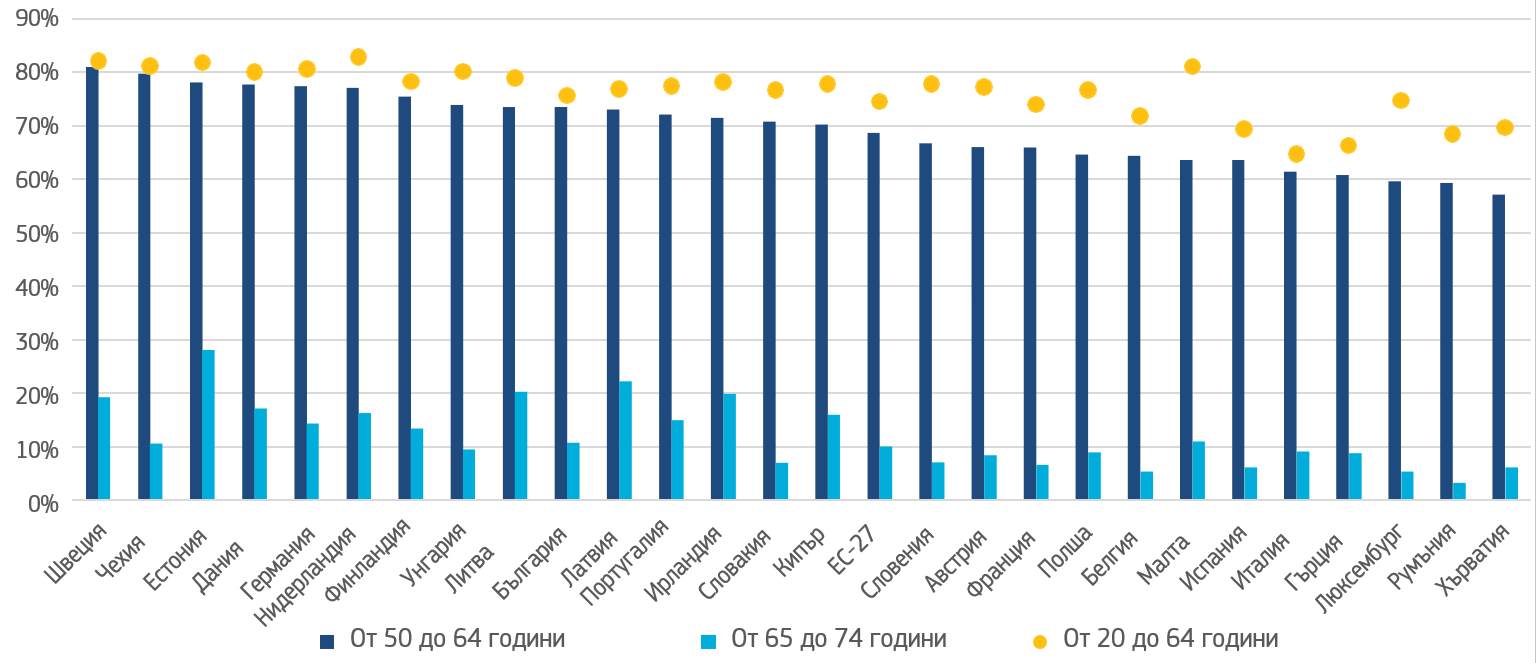 90%
80%
70%
60%
50%
40%
30%
20%
10%
0%
Швеция
Чехия
Естония
Дания
Германия
Нидерландия
Финландия
Унгария
Литва
България
Латвия
Португалия
Ирландия
Словакия
Кипър
ЕС-27
Словения
Австрия
Франция
Полша
Белгия
Малта
Испания
Италия
Гърция
Люксембург
Румъния
Хърватия
От 50 до 64 години
От 65 до 74 години
От 20 до 64 години